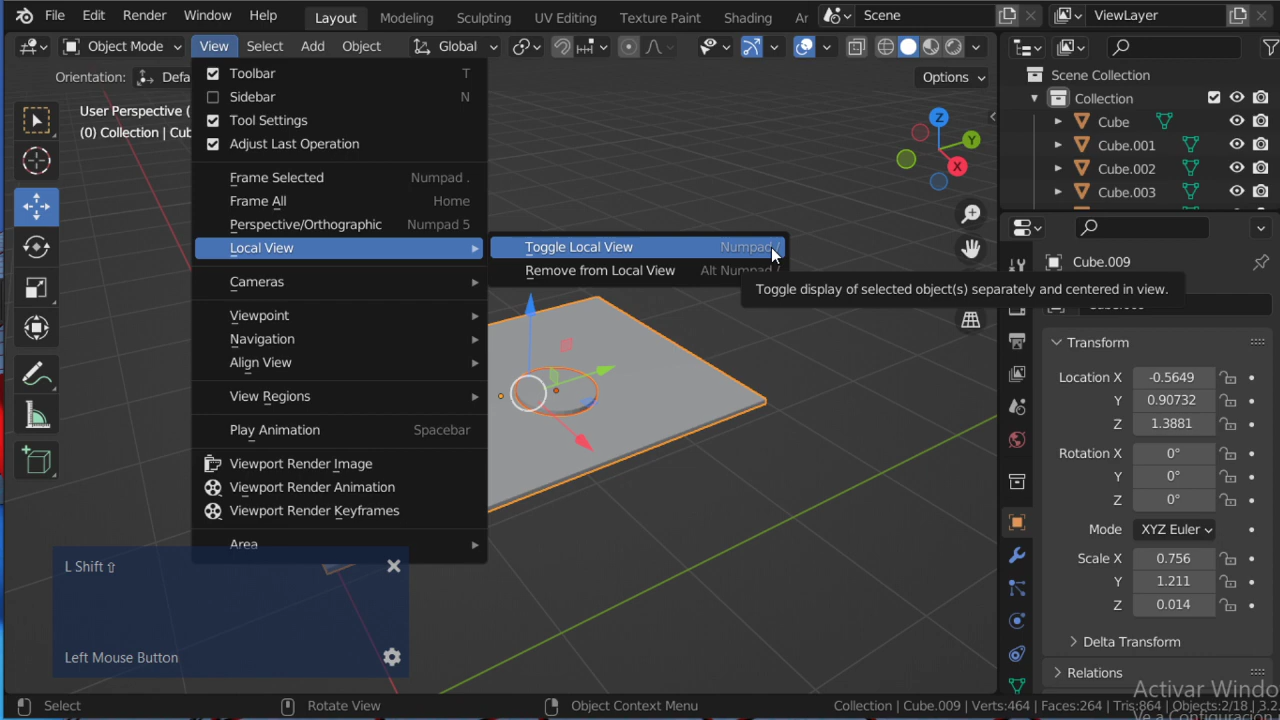 File Edit Render Window Help Layout Modeling Sculpting UV Editing Texture Paint Shading Scene ViewLayer
Object Mode View Select Add Object Global
Orientation: Options
User Perspective (
(0) Collection |
Toolbar T
Sidebar N
Tool Settings
Adjust Last Operation
Frame Selected Numpad .
Frame All Home
Perspective/Orthographic Numpad 5
Local View
Cameras
Viewpoint
Navigation
Align View
View Regions
Play Animation Spacebar
Viewport Render Image
Viewport Render Animation
Viewport Render Keyframes
Area
Toggle Local View Numpad /
Remove from Local View Alt Numpad /
Toggle display of selected object(s) separately and centered in view.
Z
Y
X
L Shift ⇧
Left Mouse Button
Scene Collection
Collection
Cube
Cube.001
Cube.002
Cube.003
Cube.009
Transform
Location X -0.5649
Y 0.90732
Z 1.3881
Rotation X 0°
Y 0°
Z 0°
Mode XYZ Euler
Scale X 0.756
Y 1.211
Z 0.014
Delta Transform
Relations
Activar Windo
Select Rotate View Object Context Menu Collection | Cube.009 | Verts:464 | Faces:264 | Tris:864 | Objects:2/18 | 3.2